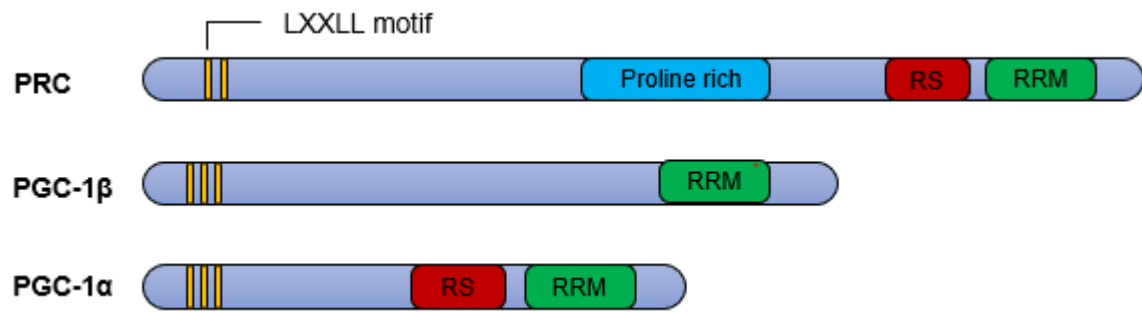 LXXLL motif
PRC Proline rich RS RRM
PGC-1β RRM
PGC-1α RS RRM